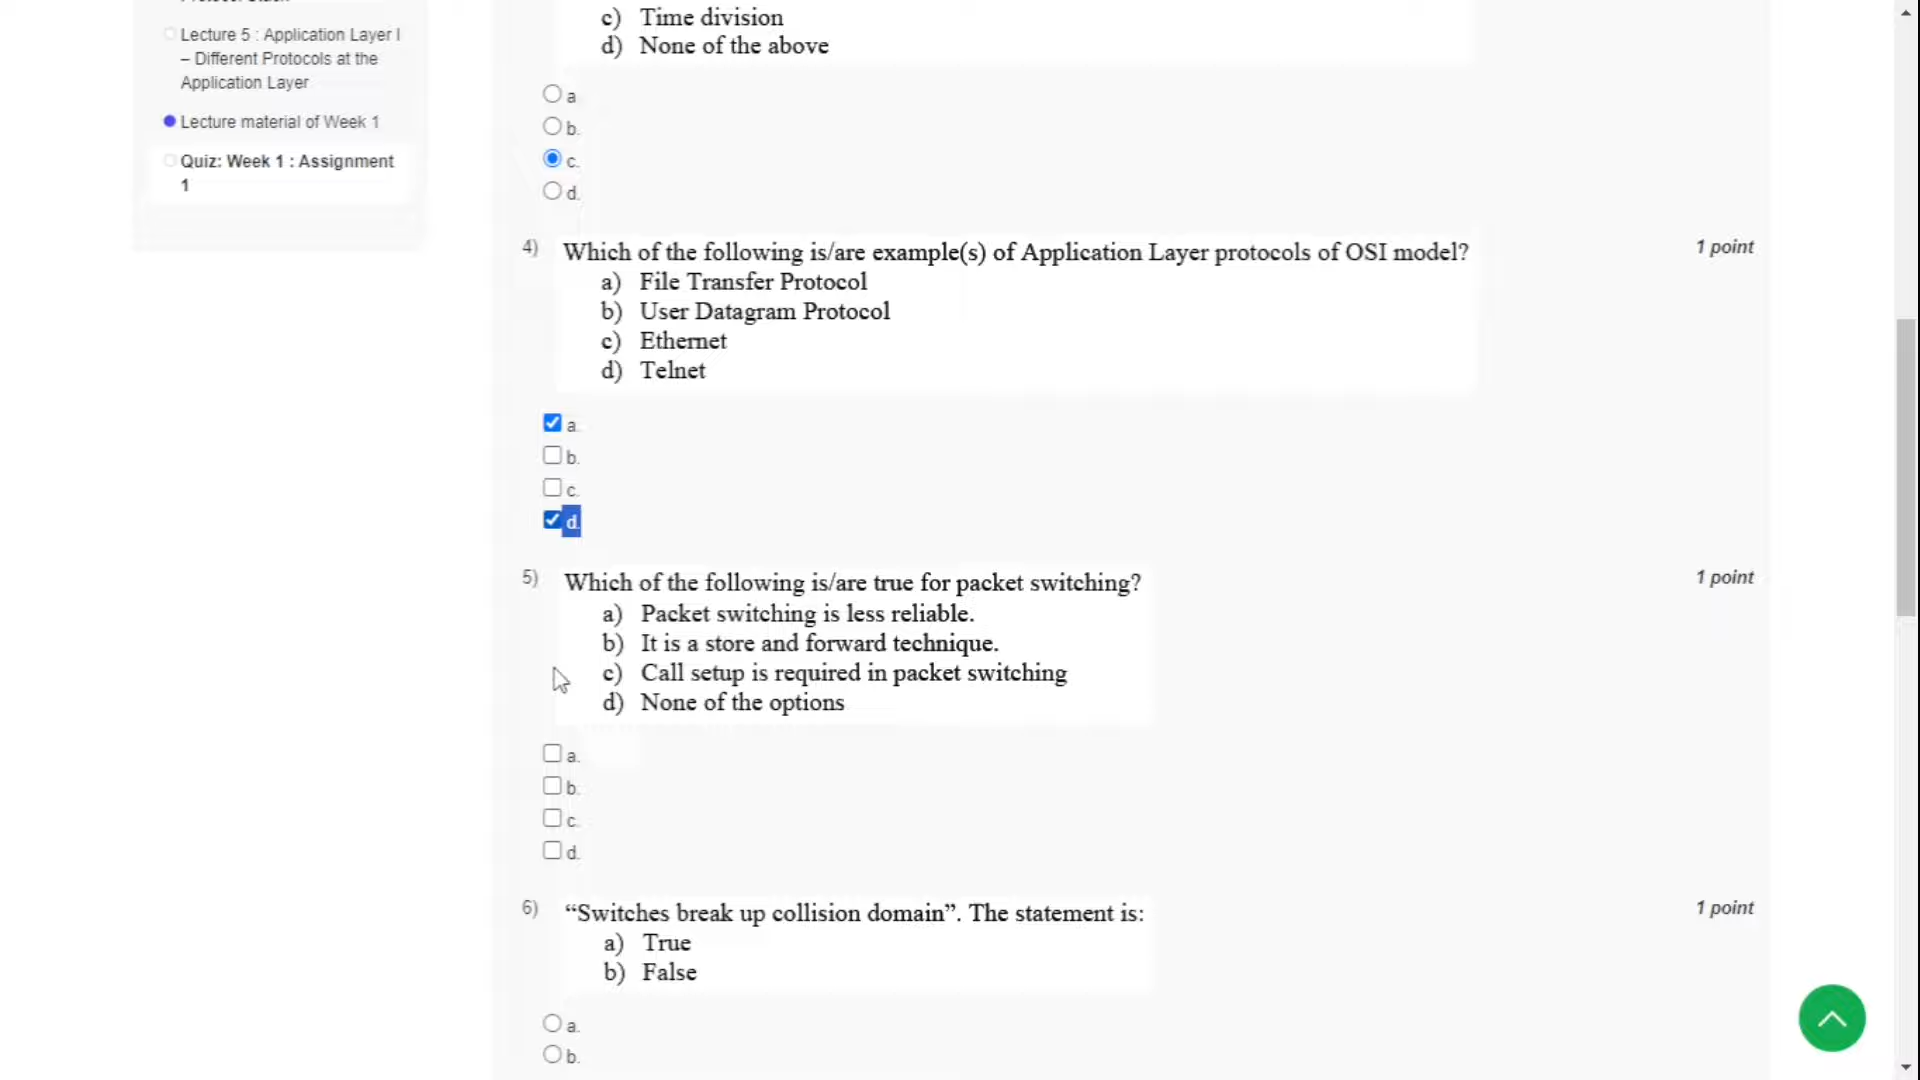 Lecture 5 : Application Layer I
– Different Protocols at the
Application Layer
Lecture material of Week 1
Quiz: Week 1 : Assignment
1
c) Time division
d) None of the above
a
b.
c.
d.
4) Which of the following is/are example(s) of Application Layer protocols of OSI model? 1 point
a) File Transfer Protocol
b) User Datagram Protocol
c) Ethernet
d) Telnet
a.
b.
c.
d.
5) Which of the following is/are true for packet switching? 1 point
a) Packet switching is less reliable.
b) It is a store and forward technique.
c) Call setup is required in packet switching
d) None of the options
a.
b.
c.
d.
6) “Switches break up collision domain”. The statement is: 1 point
a) True
b) False
a.
b.